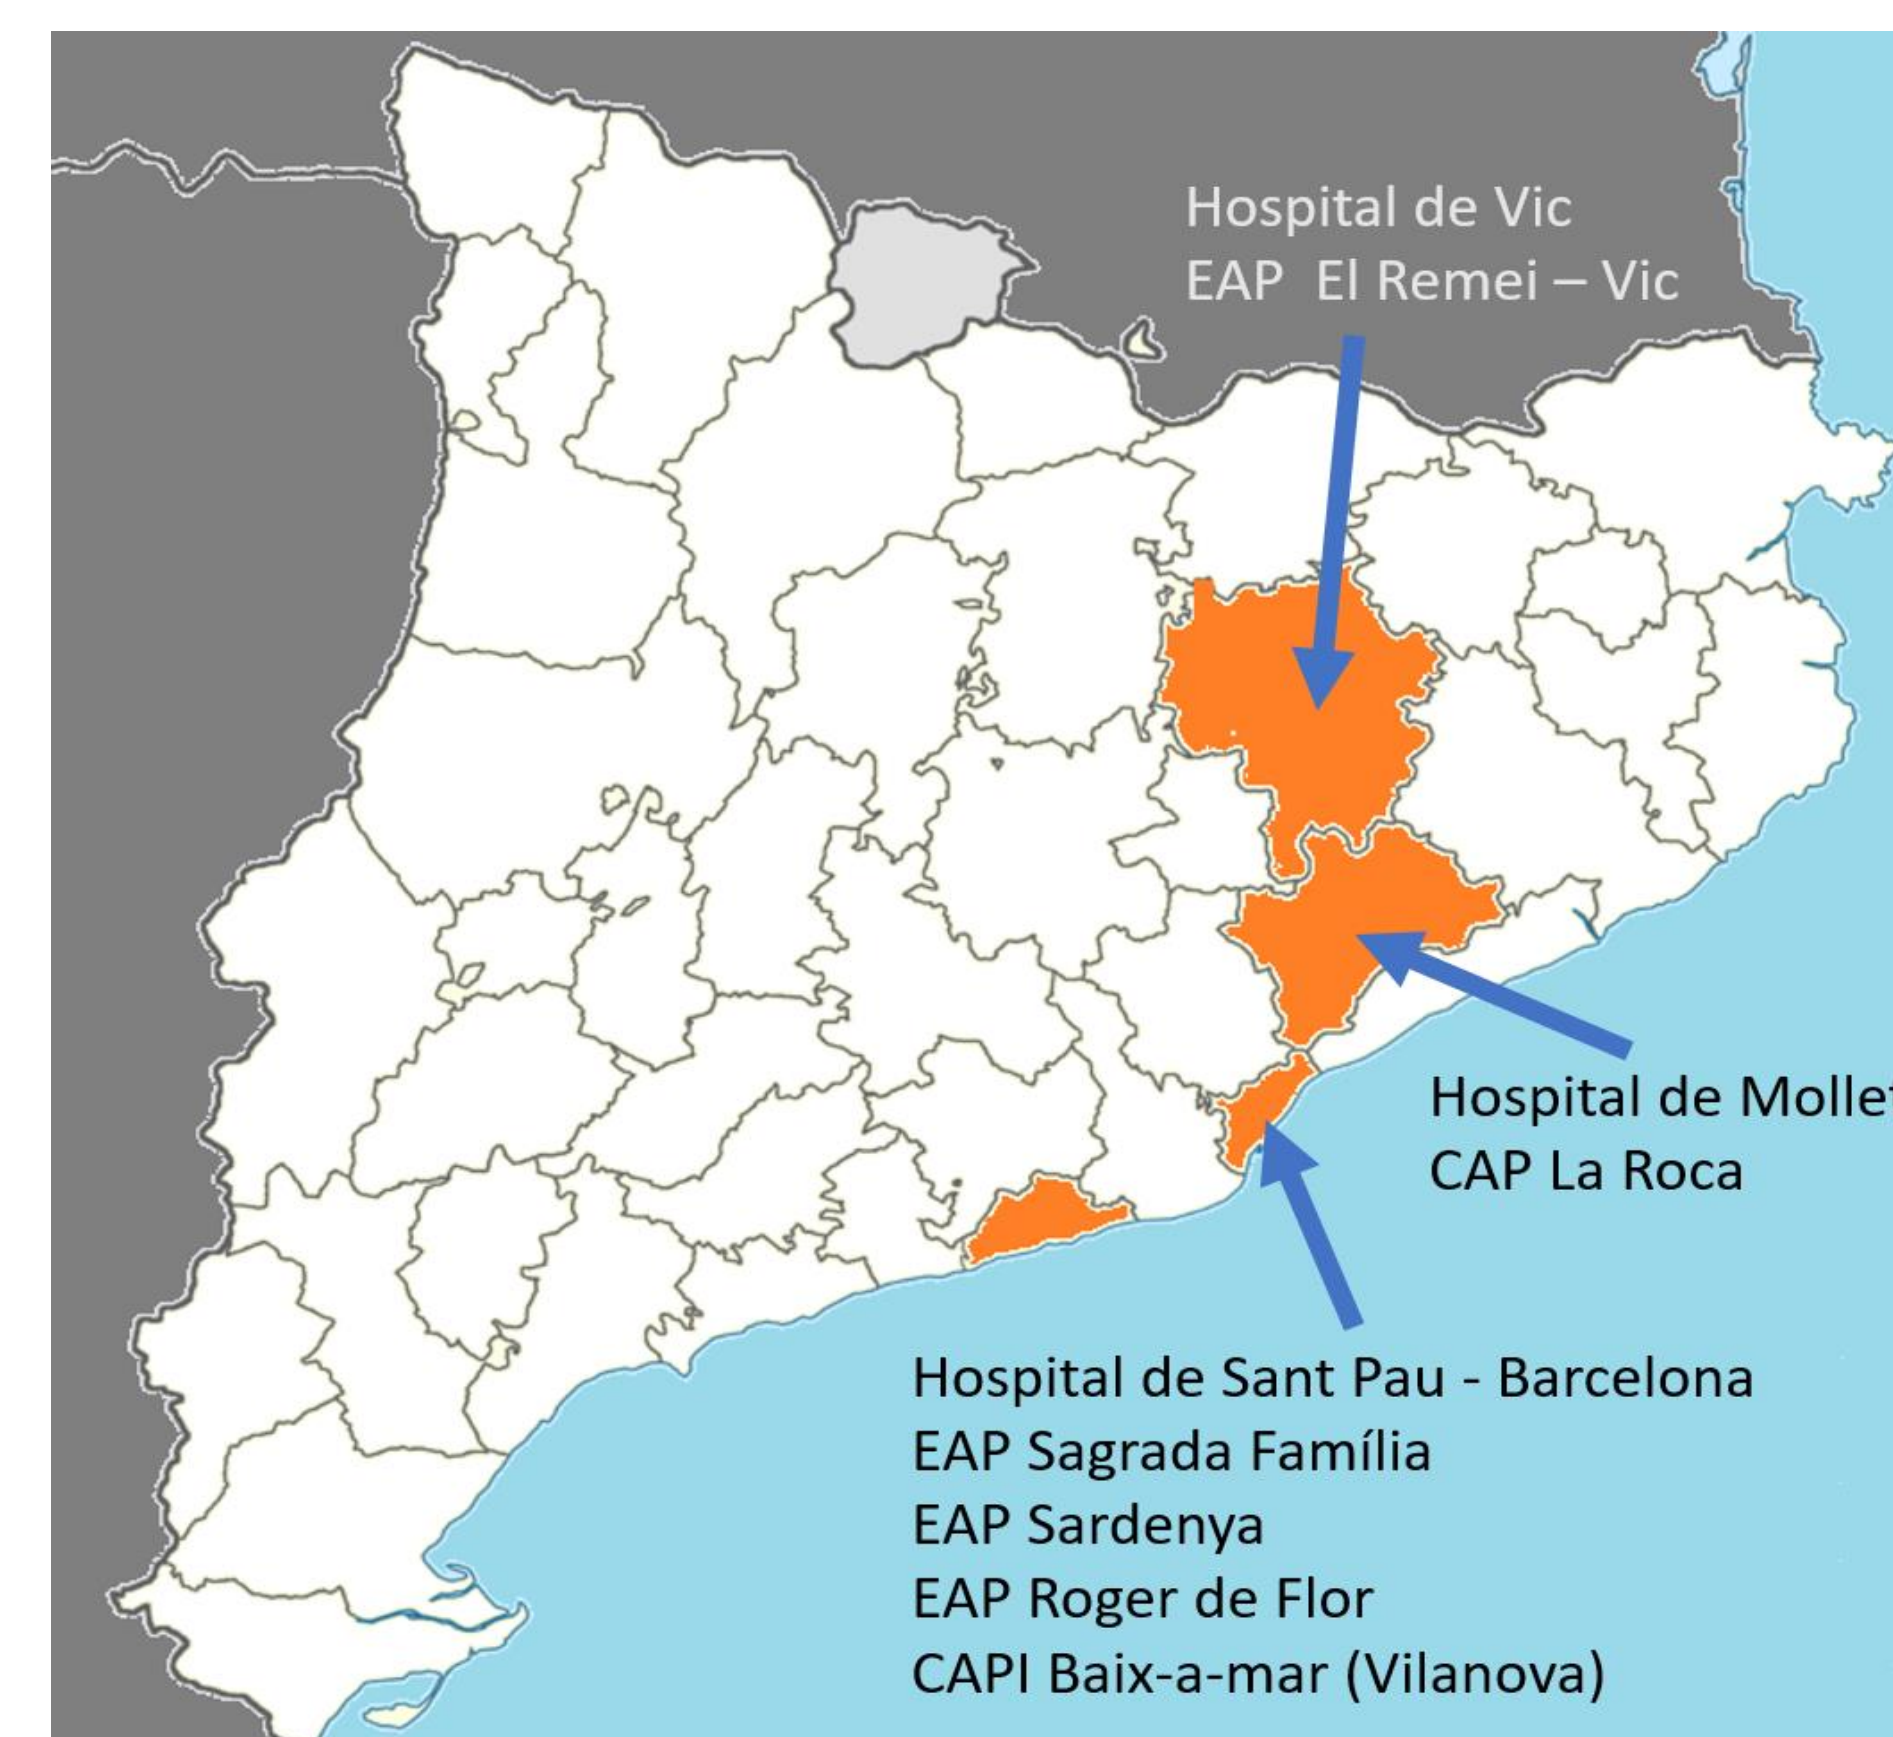 Hospital de Vic
EAP El Remei – Vic
Hospital de Mollet
CAP La Roca
Hospital de Sant Pau - Barcelona
EAP Sagrada Família
EAP Sardenya
EAP Roger de Flor
CAPI Baix-a-mar (Vilanova)